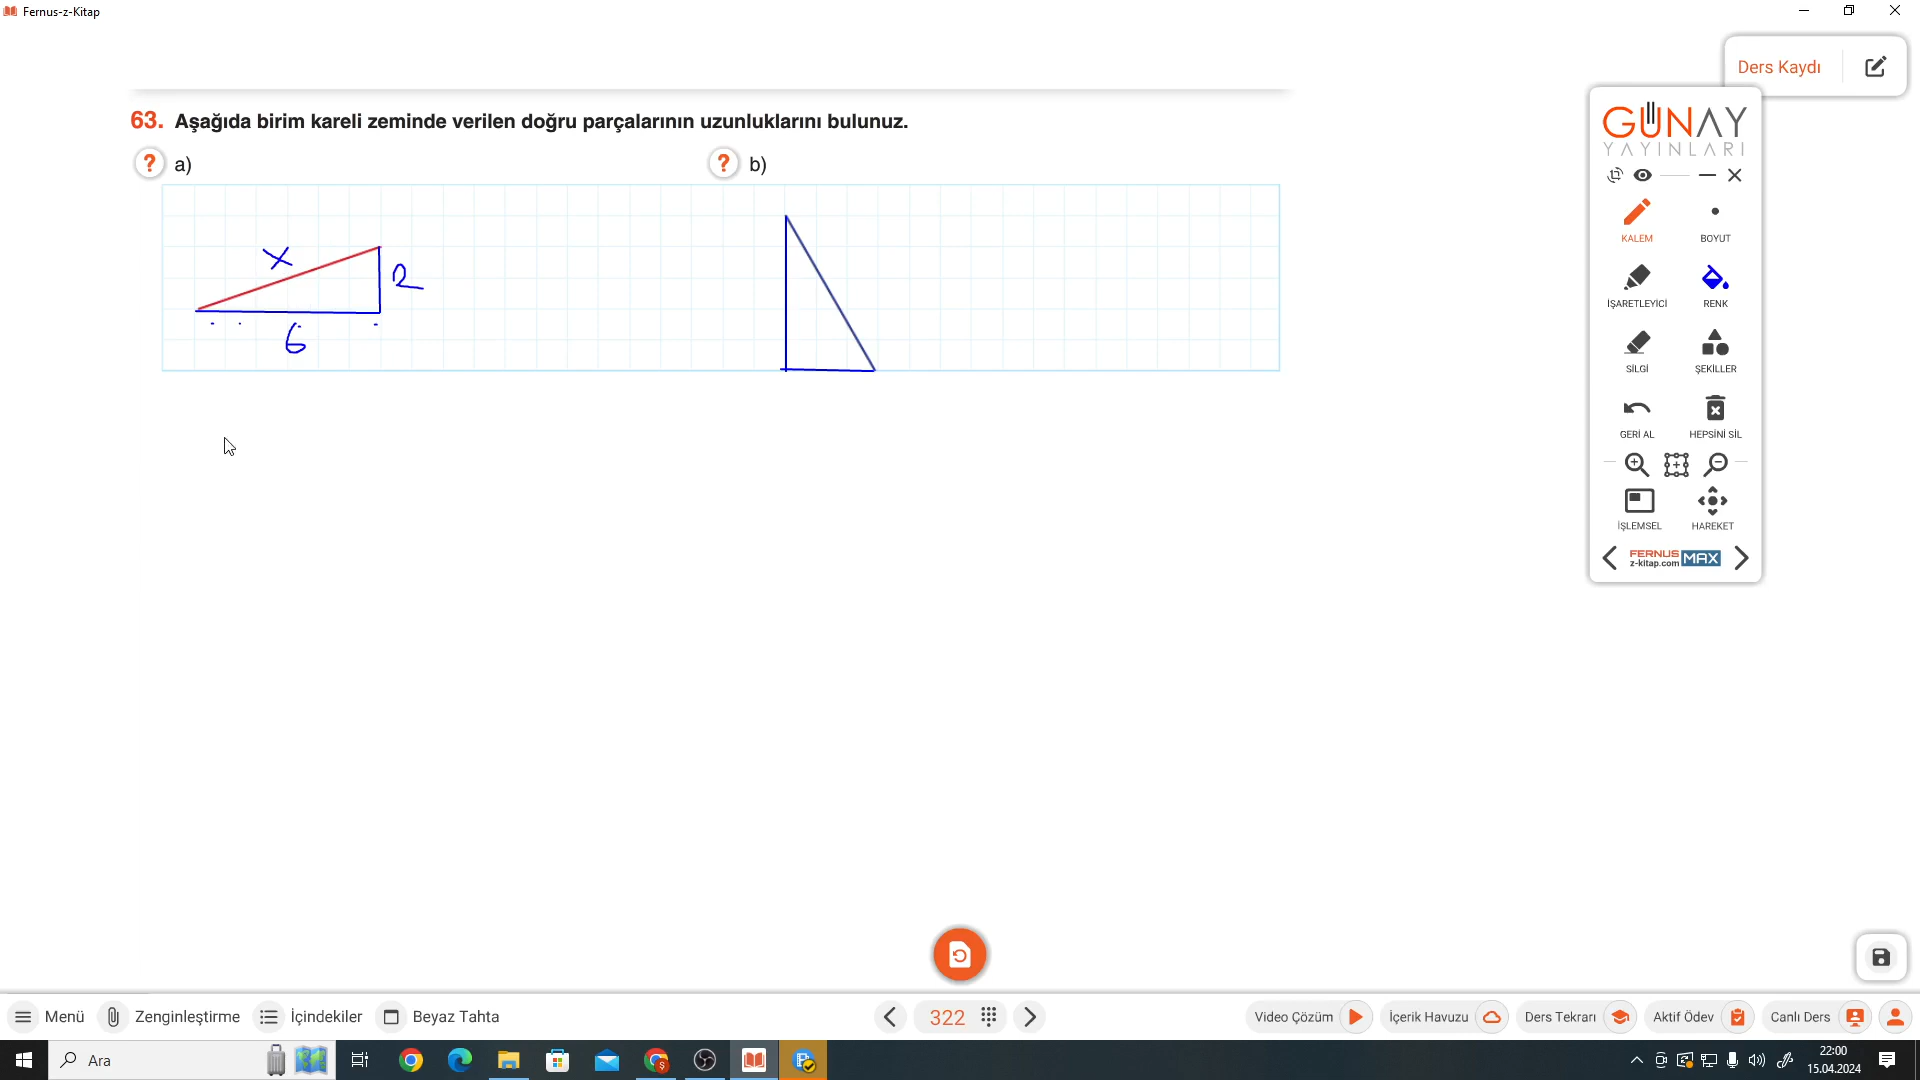 Fernus-z-Kitap
Ders Kaydı
63. Aşağıda birim kareli zeminde verilen doğru parçalarının uzunluklarını bulunuz.
? a)
? b)
x
2
6
GÜNAY
YAYINLARI
KALEM
BOYUT
İŞARETLEYİCİ
RENK
SİLGİ
ŞEKİLLER
GERİ AL
HEPSİNİ SİL
İŞLEMSEL
HAREKET
FERNUS MAX
z-kitap.com
Menü
Zenginleştirme
İçindekiler
Beyaz Tahta
322
Video Çözüm
İçerik Havuzu
Ders Tekrarı
Aktif Ödev
Canlı Ders
Ara
22:00
15.04.2024